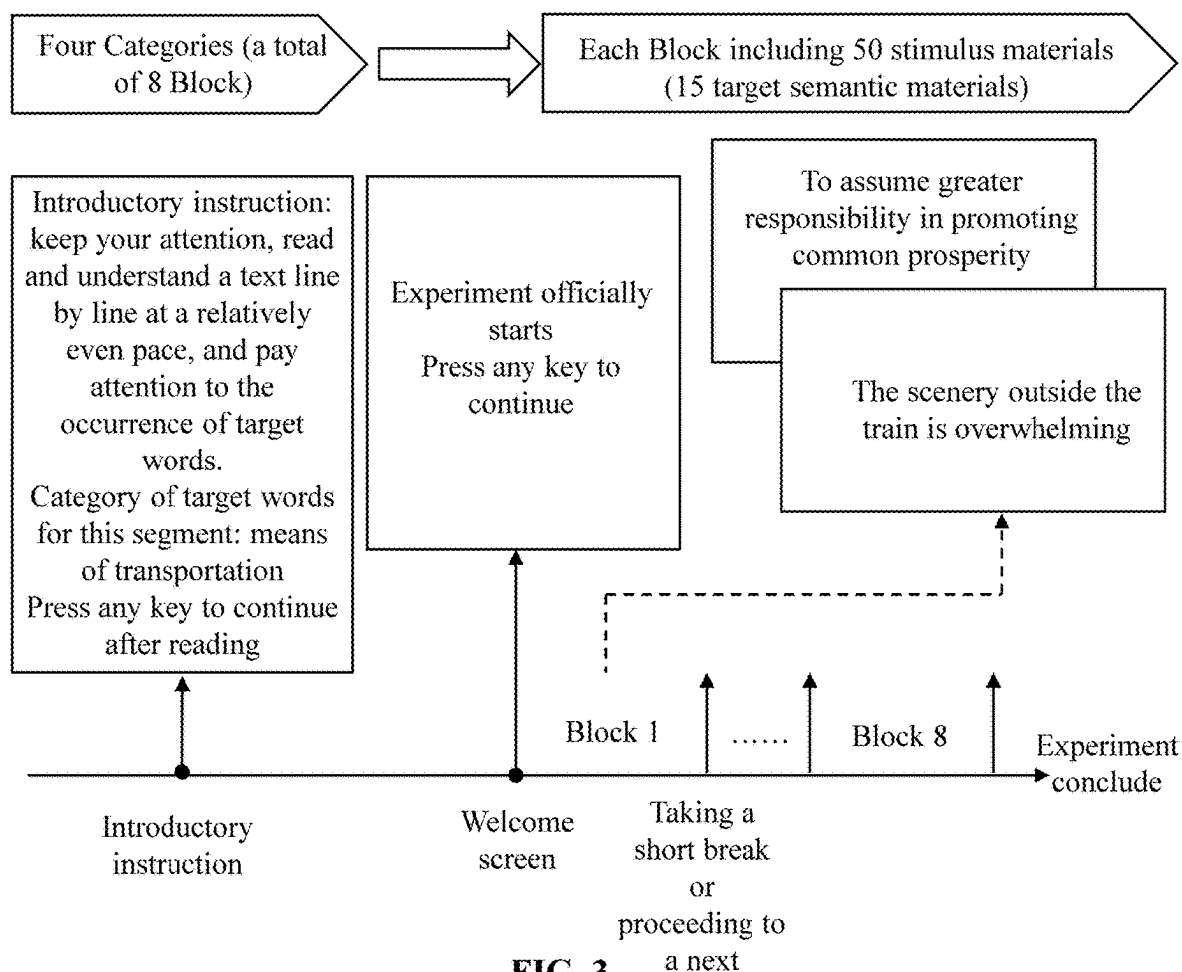 Four Categories (a total
of 8 Block)
Each Block including 50 stimulus materials
(15 target semantic materials)
Introductory instruction:
keep your attention, read
and understand a text line
by line at a relatively
even pace, and pay
attention to the
occurrence of target
words.
Category of target words
for this segment: means
of transportation
Press any key to continue
after reading
Experiment officially
starts
Press any key to
continue
To assume greater
responsibility in promoting
common prosperity
The scenery outside the
train is overwhelming
Block 1
......
Block 8
Experiment
conclude
Introductory
instruction
Welcome
screen
Taking a
short break
or
proceeding to
a next
FIG. 3